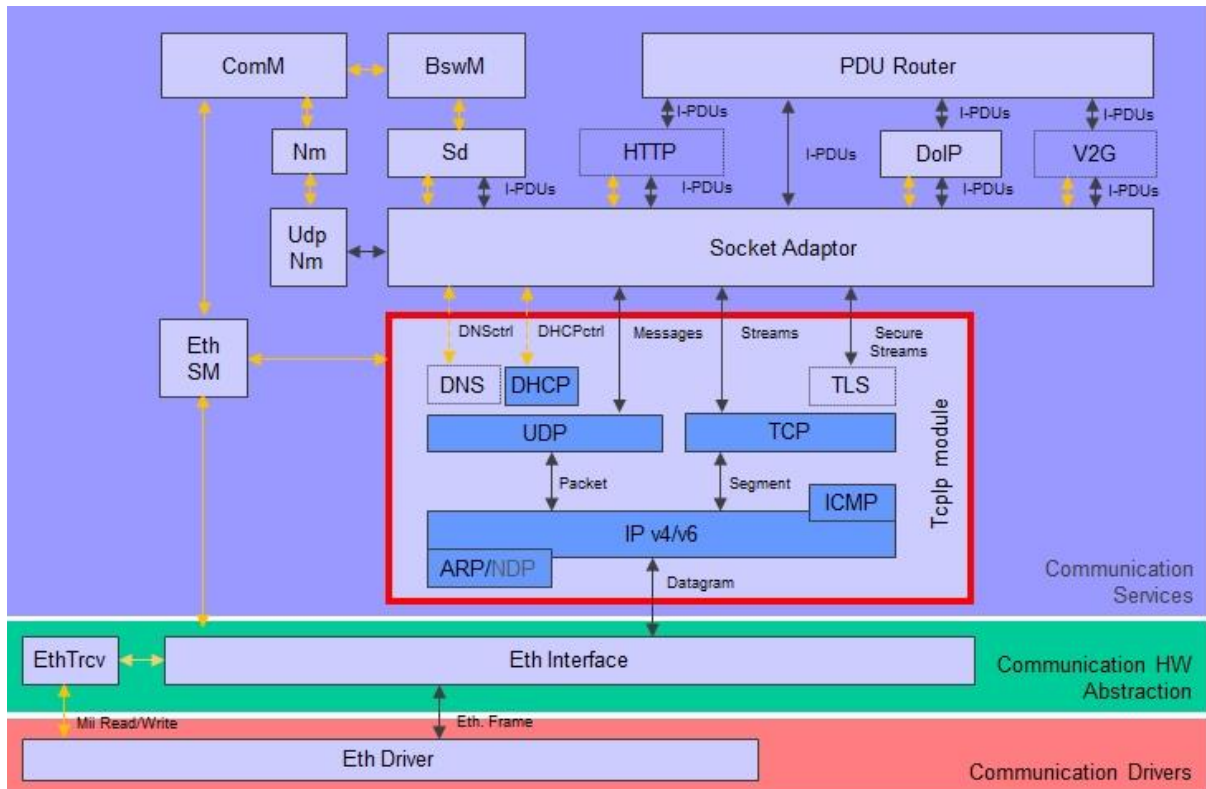 ComM
BswM
PDU Router
I-PDUs
I-PDUs
I-PDUs
Nm
Sd
HTTP
I-PDUs
DoIP
V2G
I-PDUs
I-PDUs
I-PDUs
I-PDUs
Udp
Nm
Socket Adaptor
DNSctrl
DHCPctrl
Messages
Streams
Secure
Streams
Eth
SM
DNS
DHCP
TLS
UDP
TCP
TcpIp module
Packet
Segment
ICMP
IP v4/v6
ARP/NDP
Datagram
Communication
Services
EthTrcv
Eth Interface
Communication HW
Abstraction
Mii Read/Write
Eth. Frame
Eth Driver
Communication Drivers